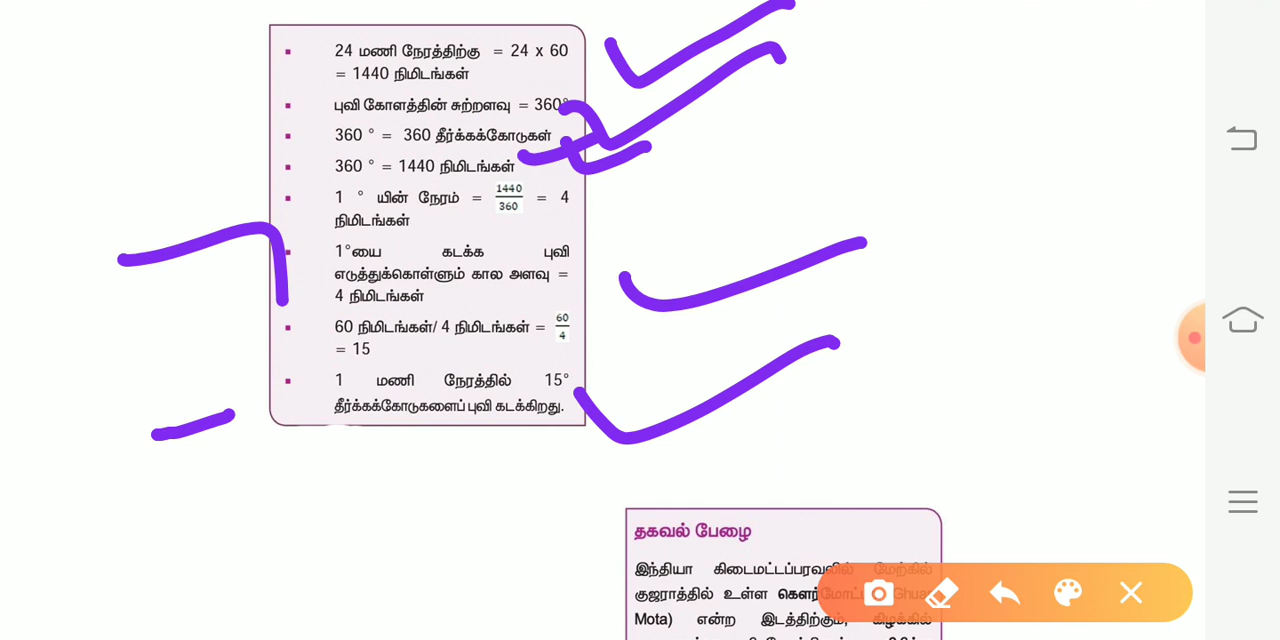 24 மணி நேரத்திற்கு = 24 x 60
= 1440 நிமிடங்கள்
புவி கோளத்தின் சுற்றளவு = 360°
360 ° = 360 தீர்க்கக்கோடுகள்
360 ° = 1440 நிமிடங்கள்
1 ° யின் நேரம் = 1440/360 = 4
நிமிடங்கள்
1°யை கடக்க புவி
எடுத்துக்கொள்ளும் கால அளவு =
4 நிமிடங்கள்
60 நிமிடங்கள்/ 4 நிமிடங்கள் = 60/4
= 15
1 மணி நேரத்தில் 15°
தீர்க்கக்கோடுகளைப் புவி கடக்கிறது.
தகவல் பேழை
இந்தியா கிடைமட்டப்பரவலில் மேற்கில்
குஜராத்தில் உள்ள
Mota) என்ற இடத்திற்கும், கிழக்கில்